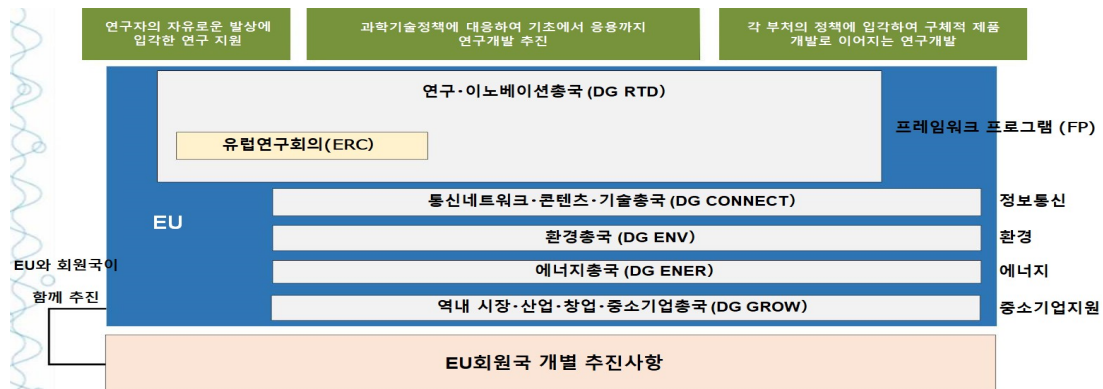 연구자의 자유로운 발상에
입각한 연구 지원
과학기술정책에 대응하여 기초에서 응용까지
연구개발 추진
각 부처의 정책에 입각하여 구체적 제품
개발로 이어지는 연구개발
연구·이노베이션총국(DG RTD)
유럽연구회의(ERC)
프레임워크 프로그램 (FP)
통신네트워크·콘텐츠·기술총국(DG CONNECT)
정보통신
EU
환경총국(DG ENV)
환경
EU와 회원국이
함께 추진
에너지총국(DG ENER)
에너지
역내 시장·산업·창업·중소기업총국(DG GROW)
중소기업지원
EU회원국 개별 추진사항